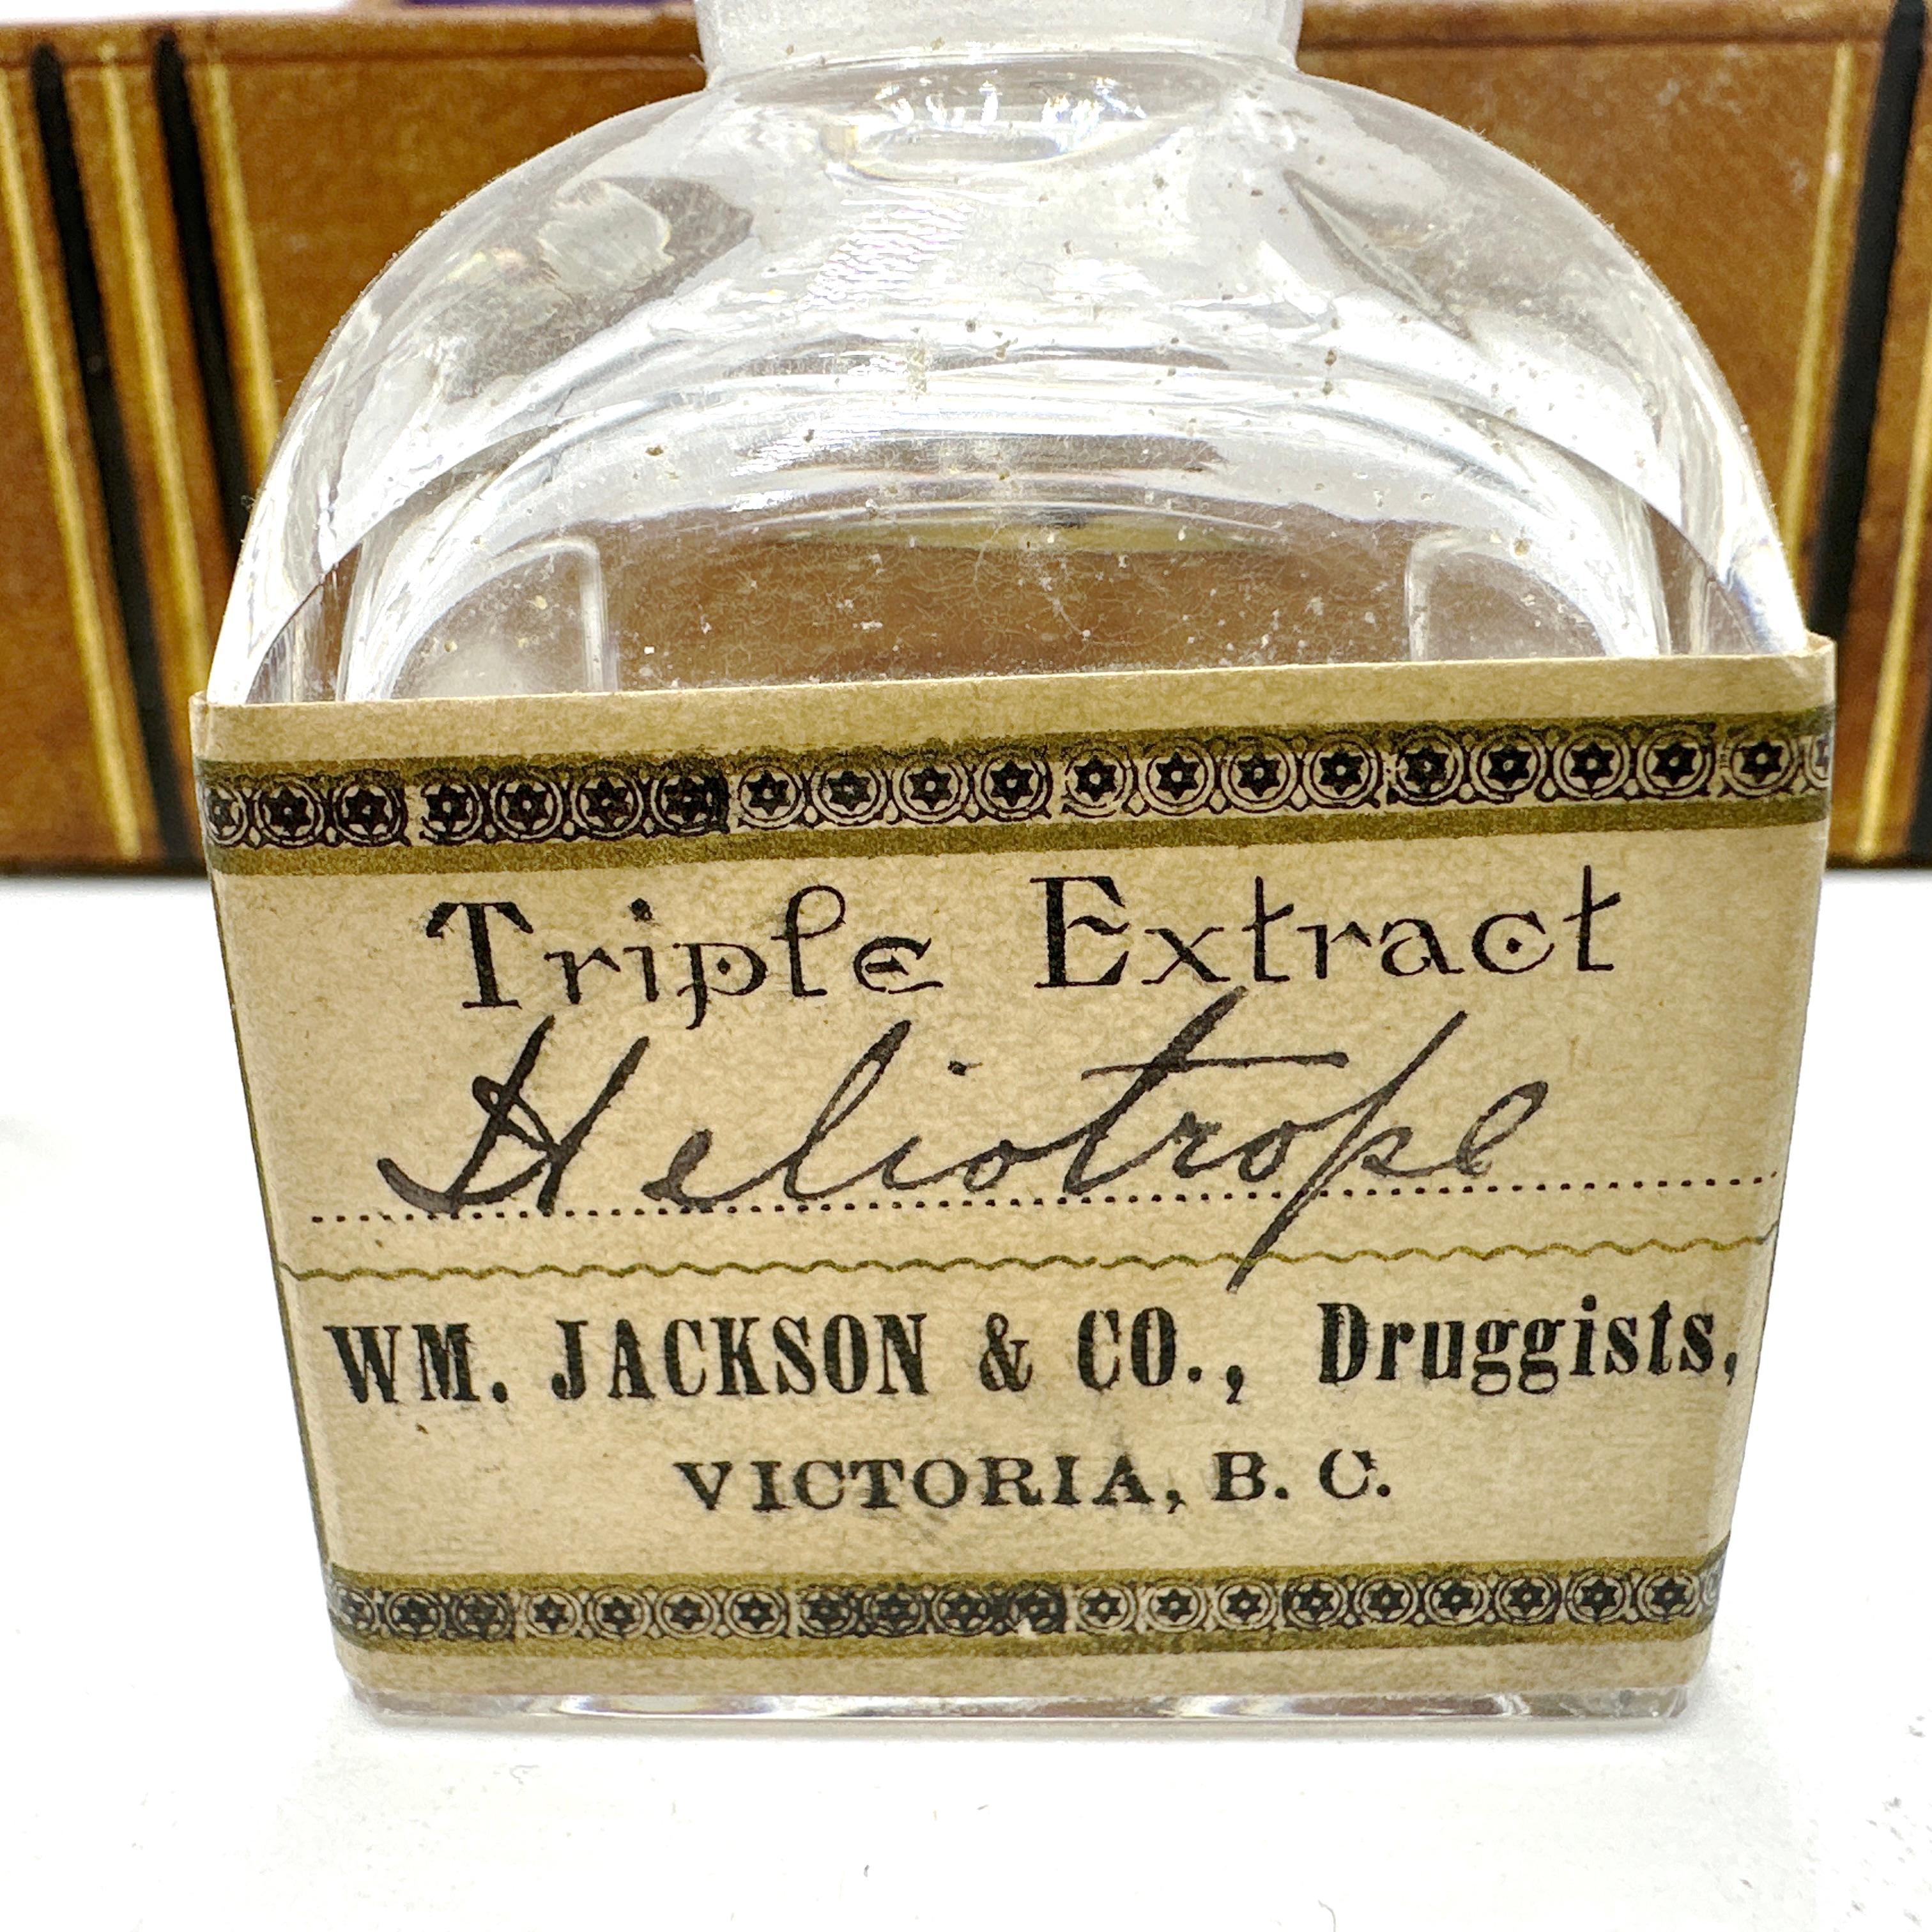 Triple Extract
Heliotrope
WM. JACKSON & CO., Druggists,
VICTORIA, B. C.